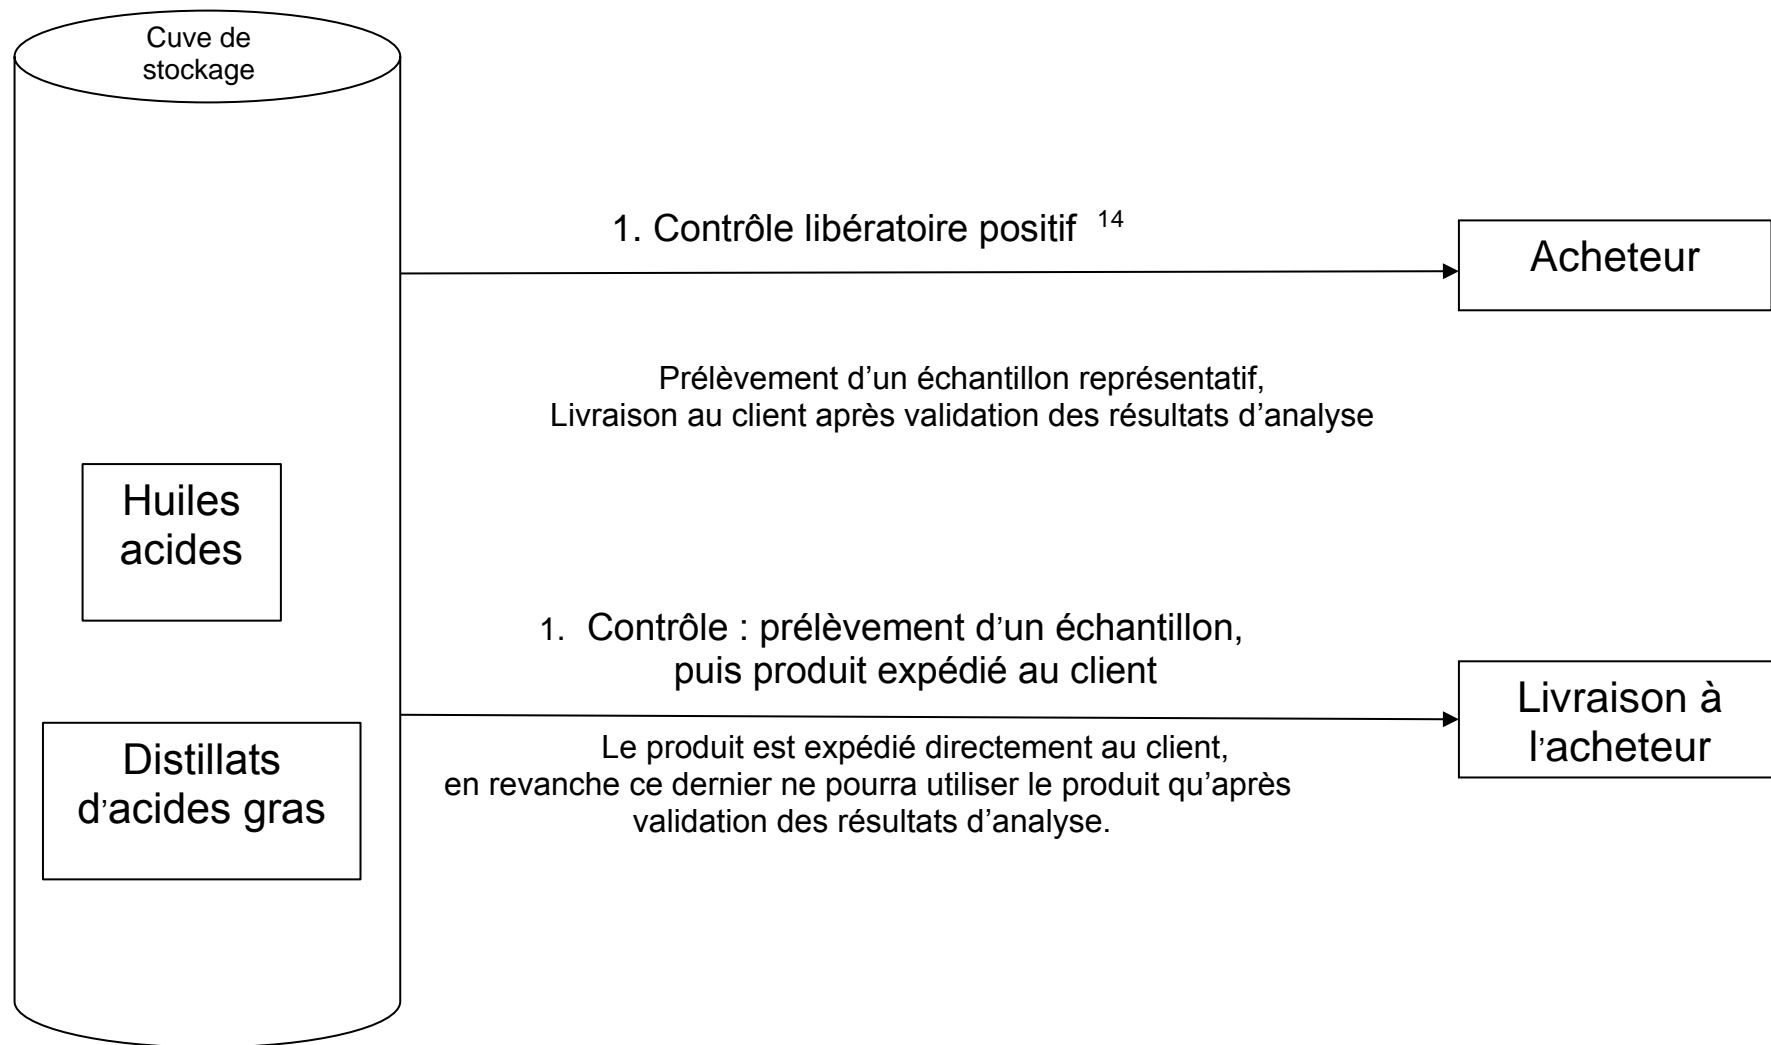 Cuve de
stockage
1. Contrôle libératoire positif 14
Acheteur
Prélèvement d’un échantillon représentatif,
Livraison au client après validation des résultats d’analyse
Huiles
acides
1. Contrôle : prélèvement d’un échantillon,
puis produit expédié au client
Livraison à
l’acheteur
Distillats
d’acides gras
Le produit est expédié directement au client,
en revanche ce dernier ne pourra utiliser le produit qu’après
validation des résultats d’analyse.